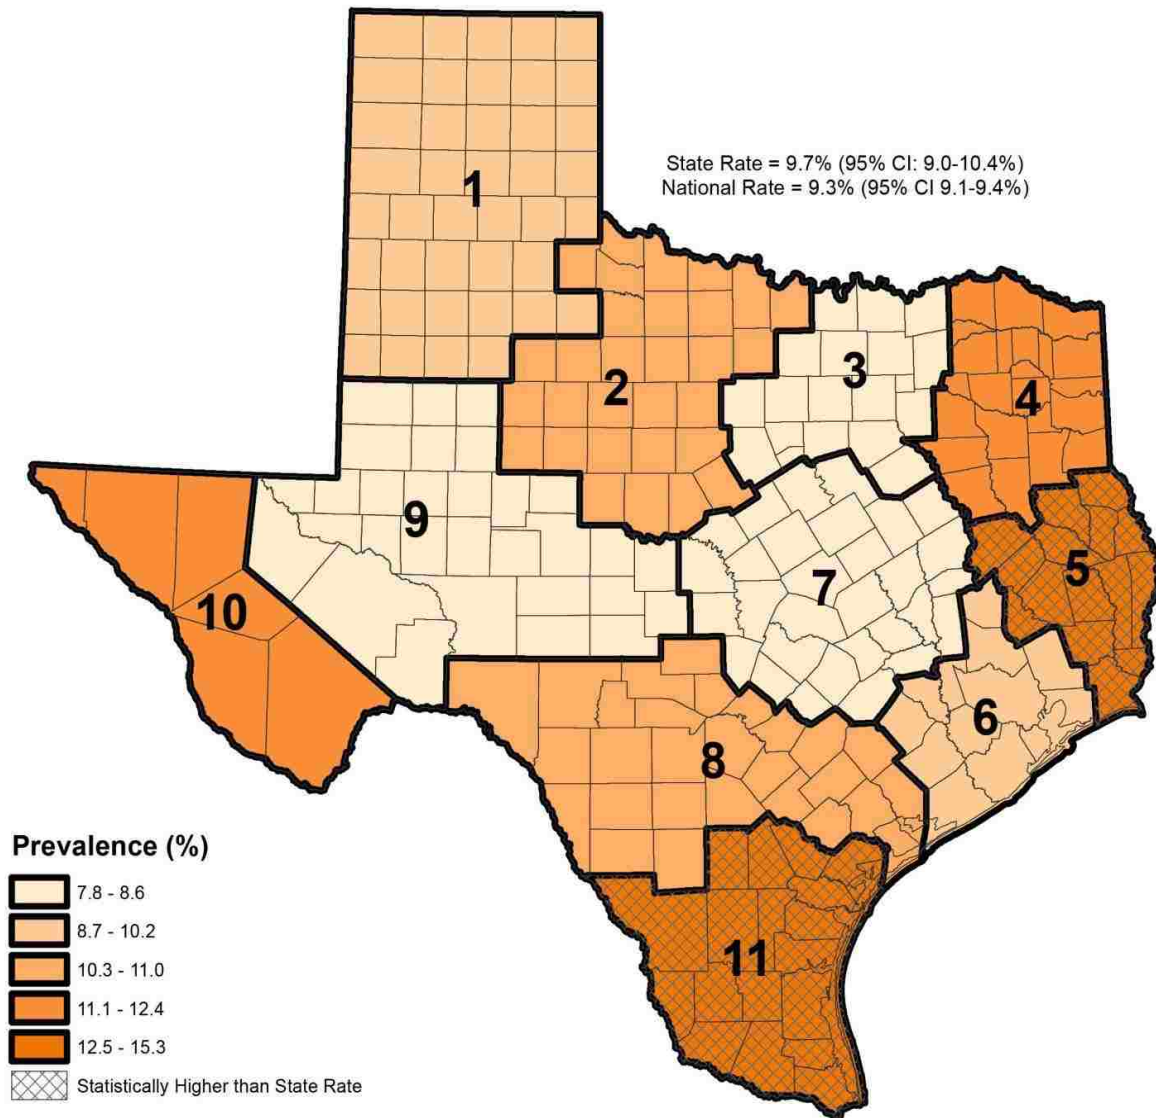 State Rate = 9.7% (95% CI: 9.0-10.4%)
National Rate = 9.3% (95% CI 9.1-9.4%)
1
2
3
4
9
5
7
10
6
8
11
Prevalence (%)
7.8 - 8.6
8.7 - 10.2
10.3 - 11.0
11.1 - 12.4
12.5 - 15.3
Statistically Higher than State Rate